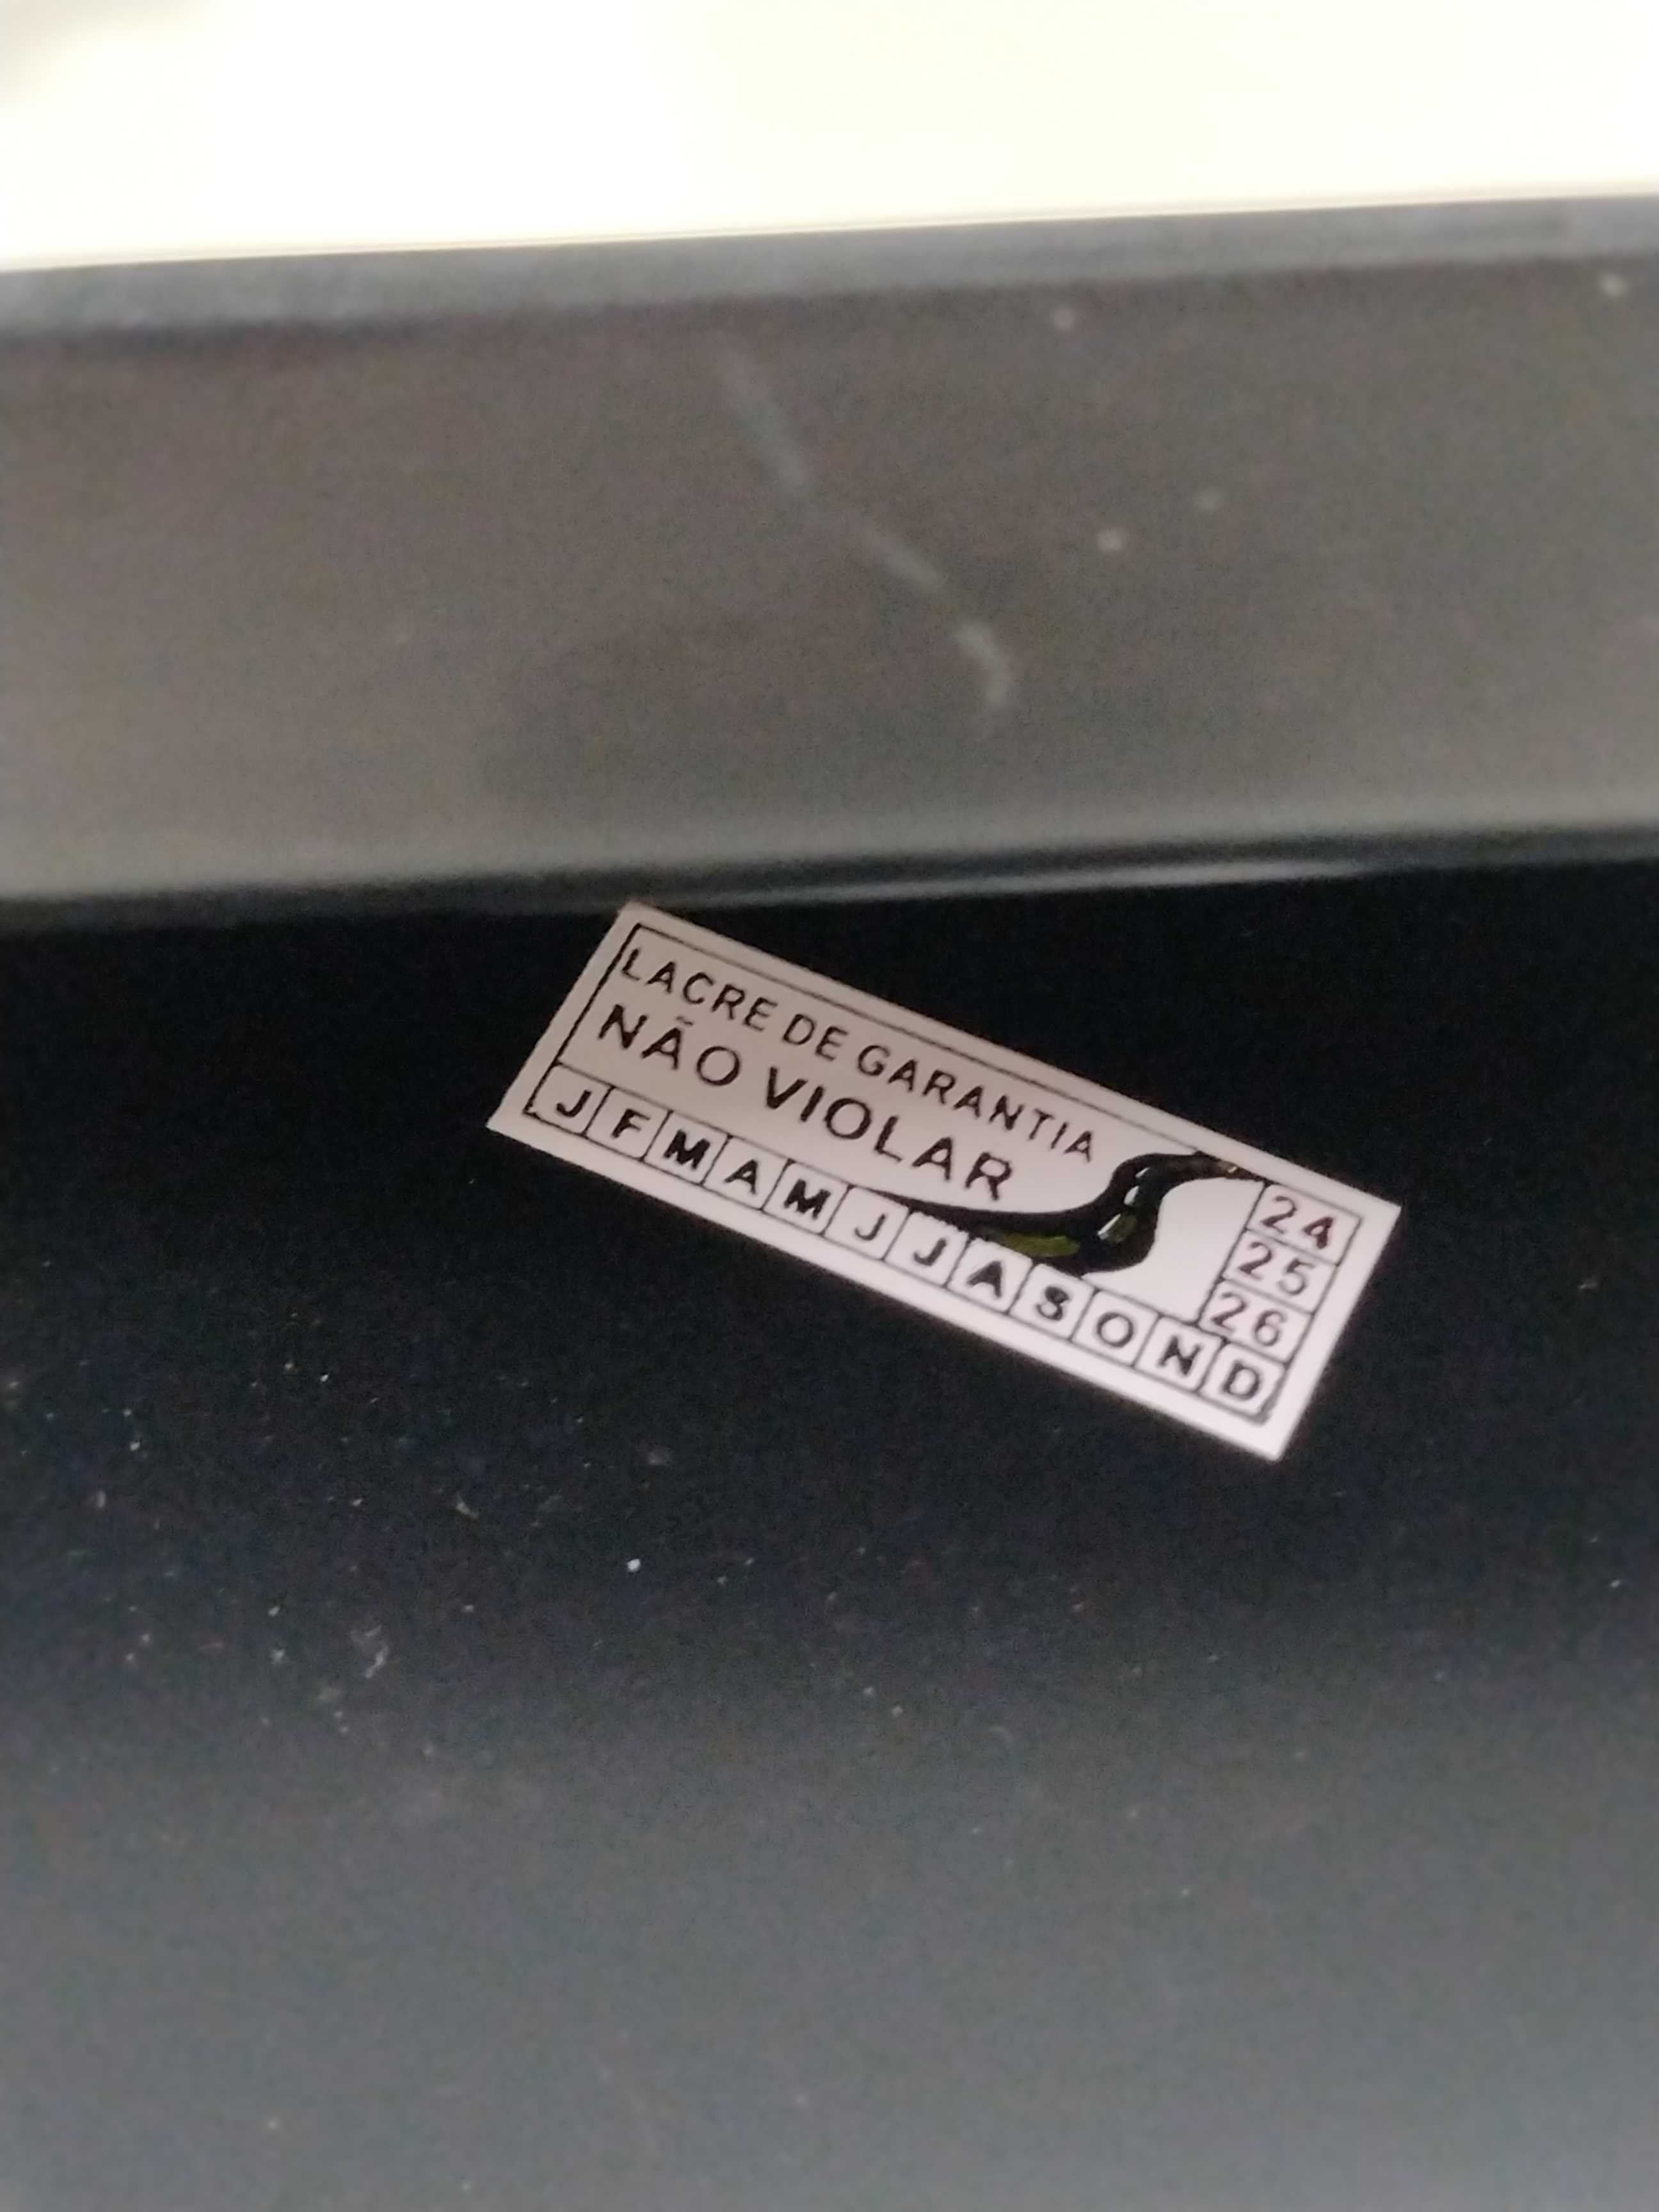 LACRE DE GARANTIA
NÃO VIOLAR
24
25
26
J F M A M J J A S O N D